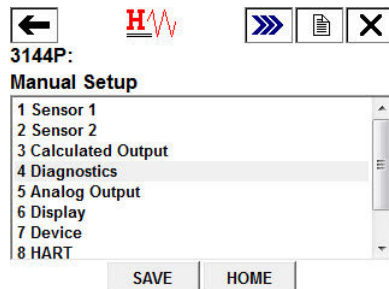 H
3144P:
Manual Setup
1 Sensor 1
2 Sensor 2
3 Calculated Output
4 Diagnostics
5 Analog Output
6 Display
7 Device
8 HART
SAVE HOME